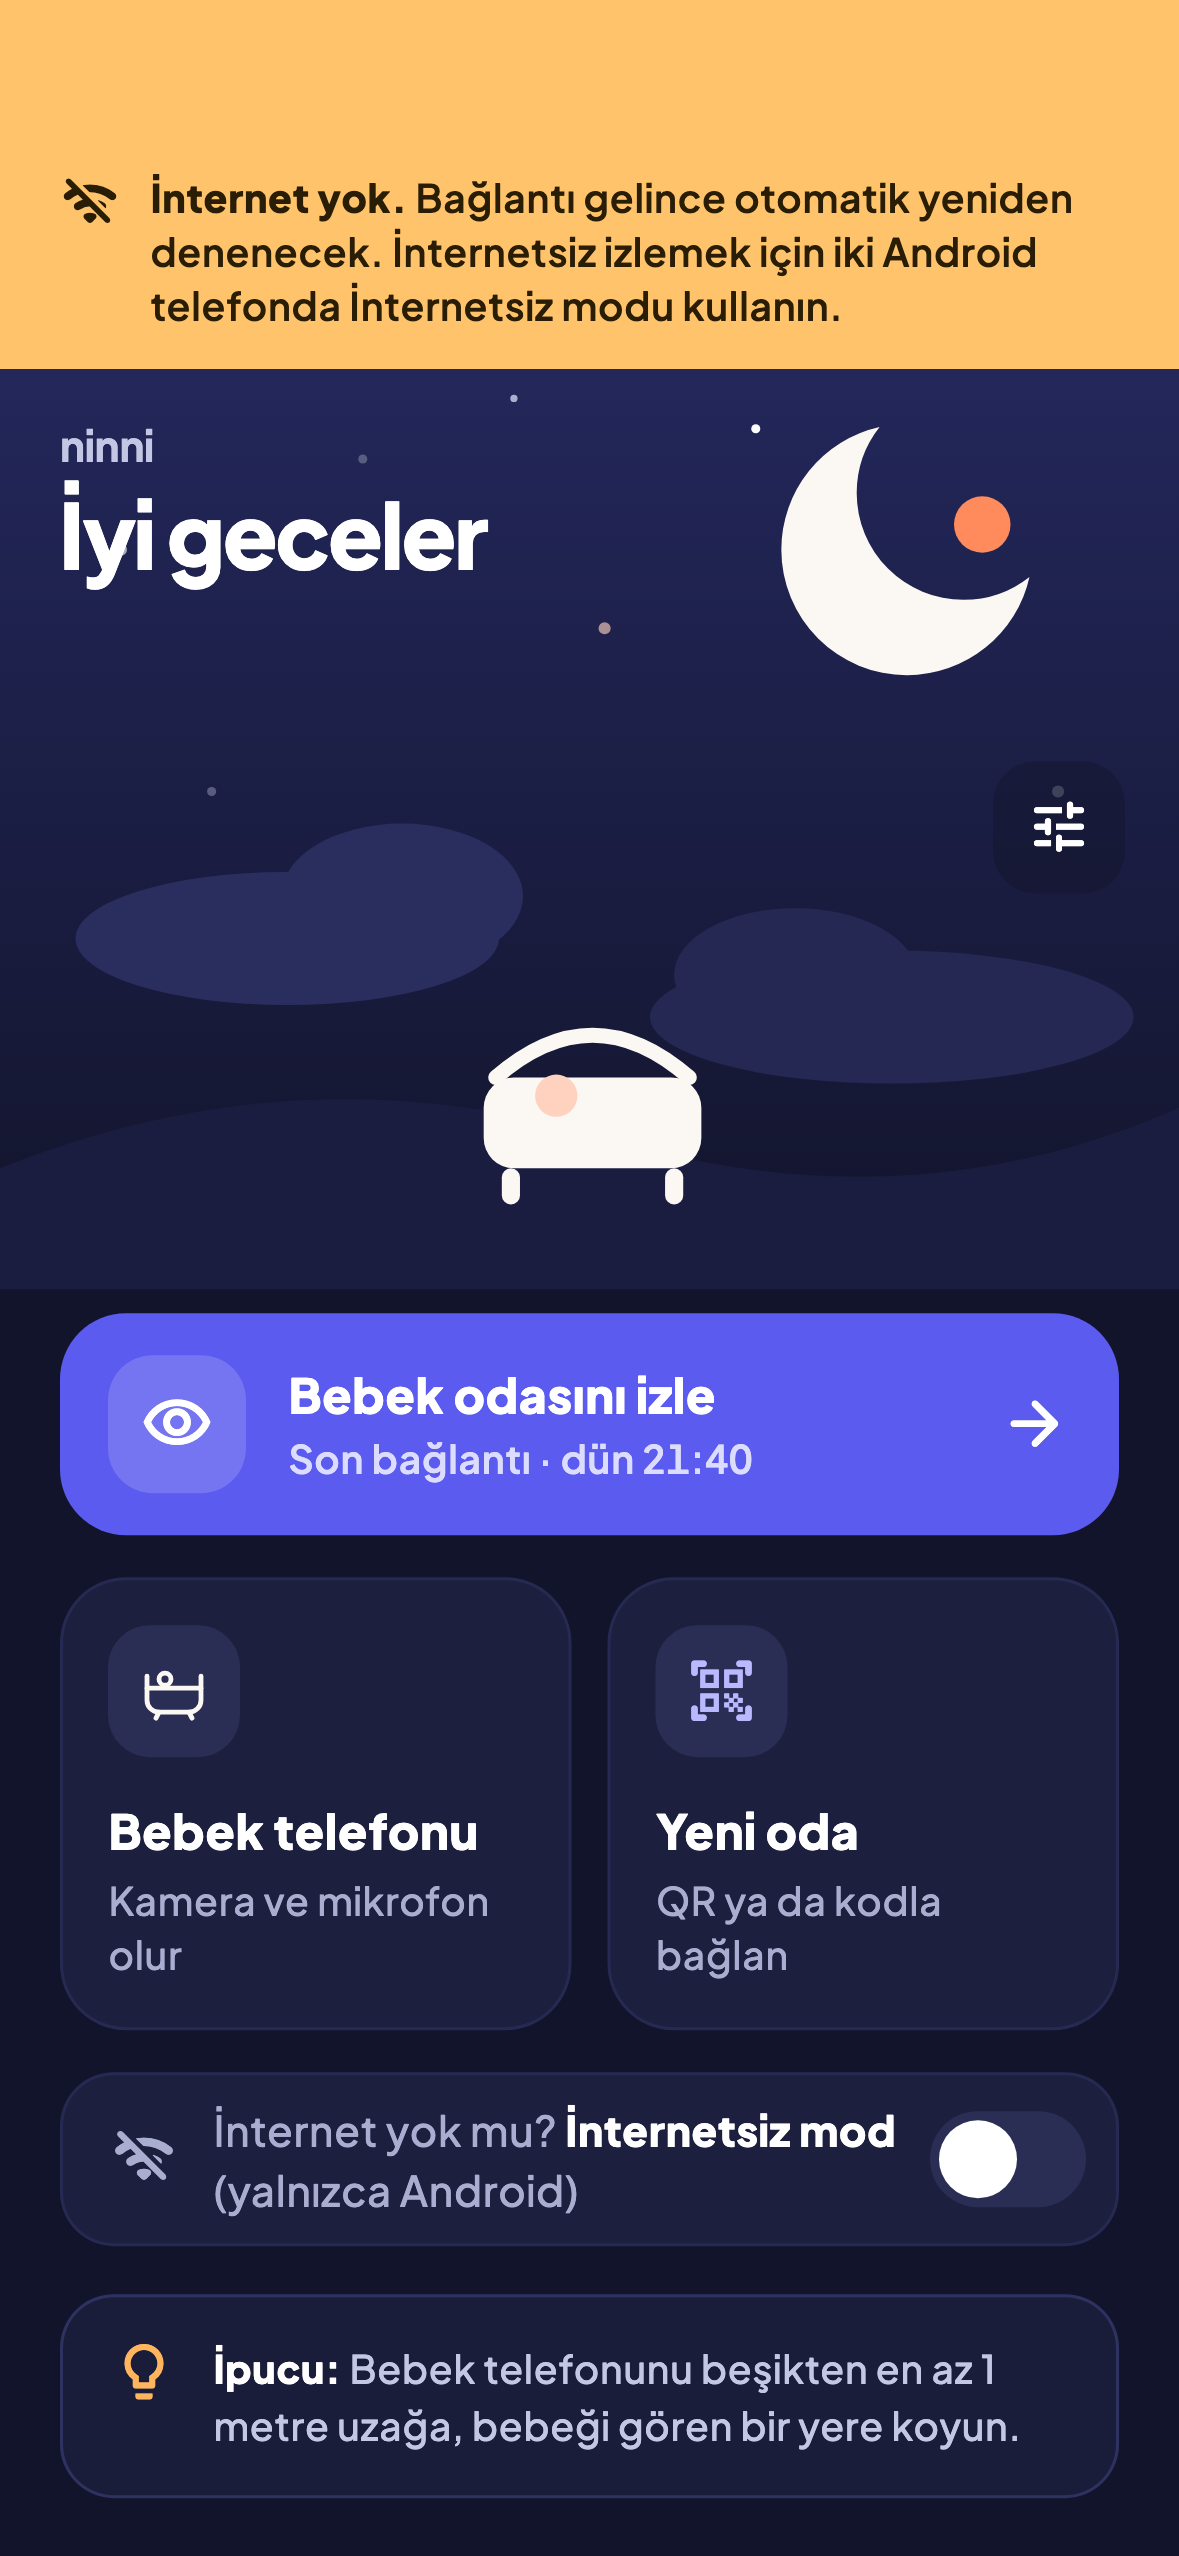 İnternet yok. Bağlantı gelince otomatik yeniden
denenecek. İnternetsiz izlemek için iki Android
telefonda İnternetsiz modu kullanın.
ninni
İyi geceler
Bebek odasını izle
Son bağlantı · dün 21:40
Bebek telefonu
Kamera ve mikrofon
olur
Yeni oda
QR ya da kodla
bağlan
İnternet yok mu? İnternetsiz mod
(yalnızca Android)
İpucu: Bebek telefonunu beşikten en az 1
metre uzağa, bebeği gören bir yere koyun.